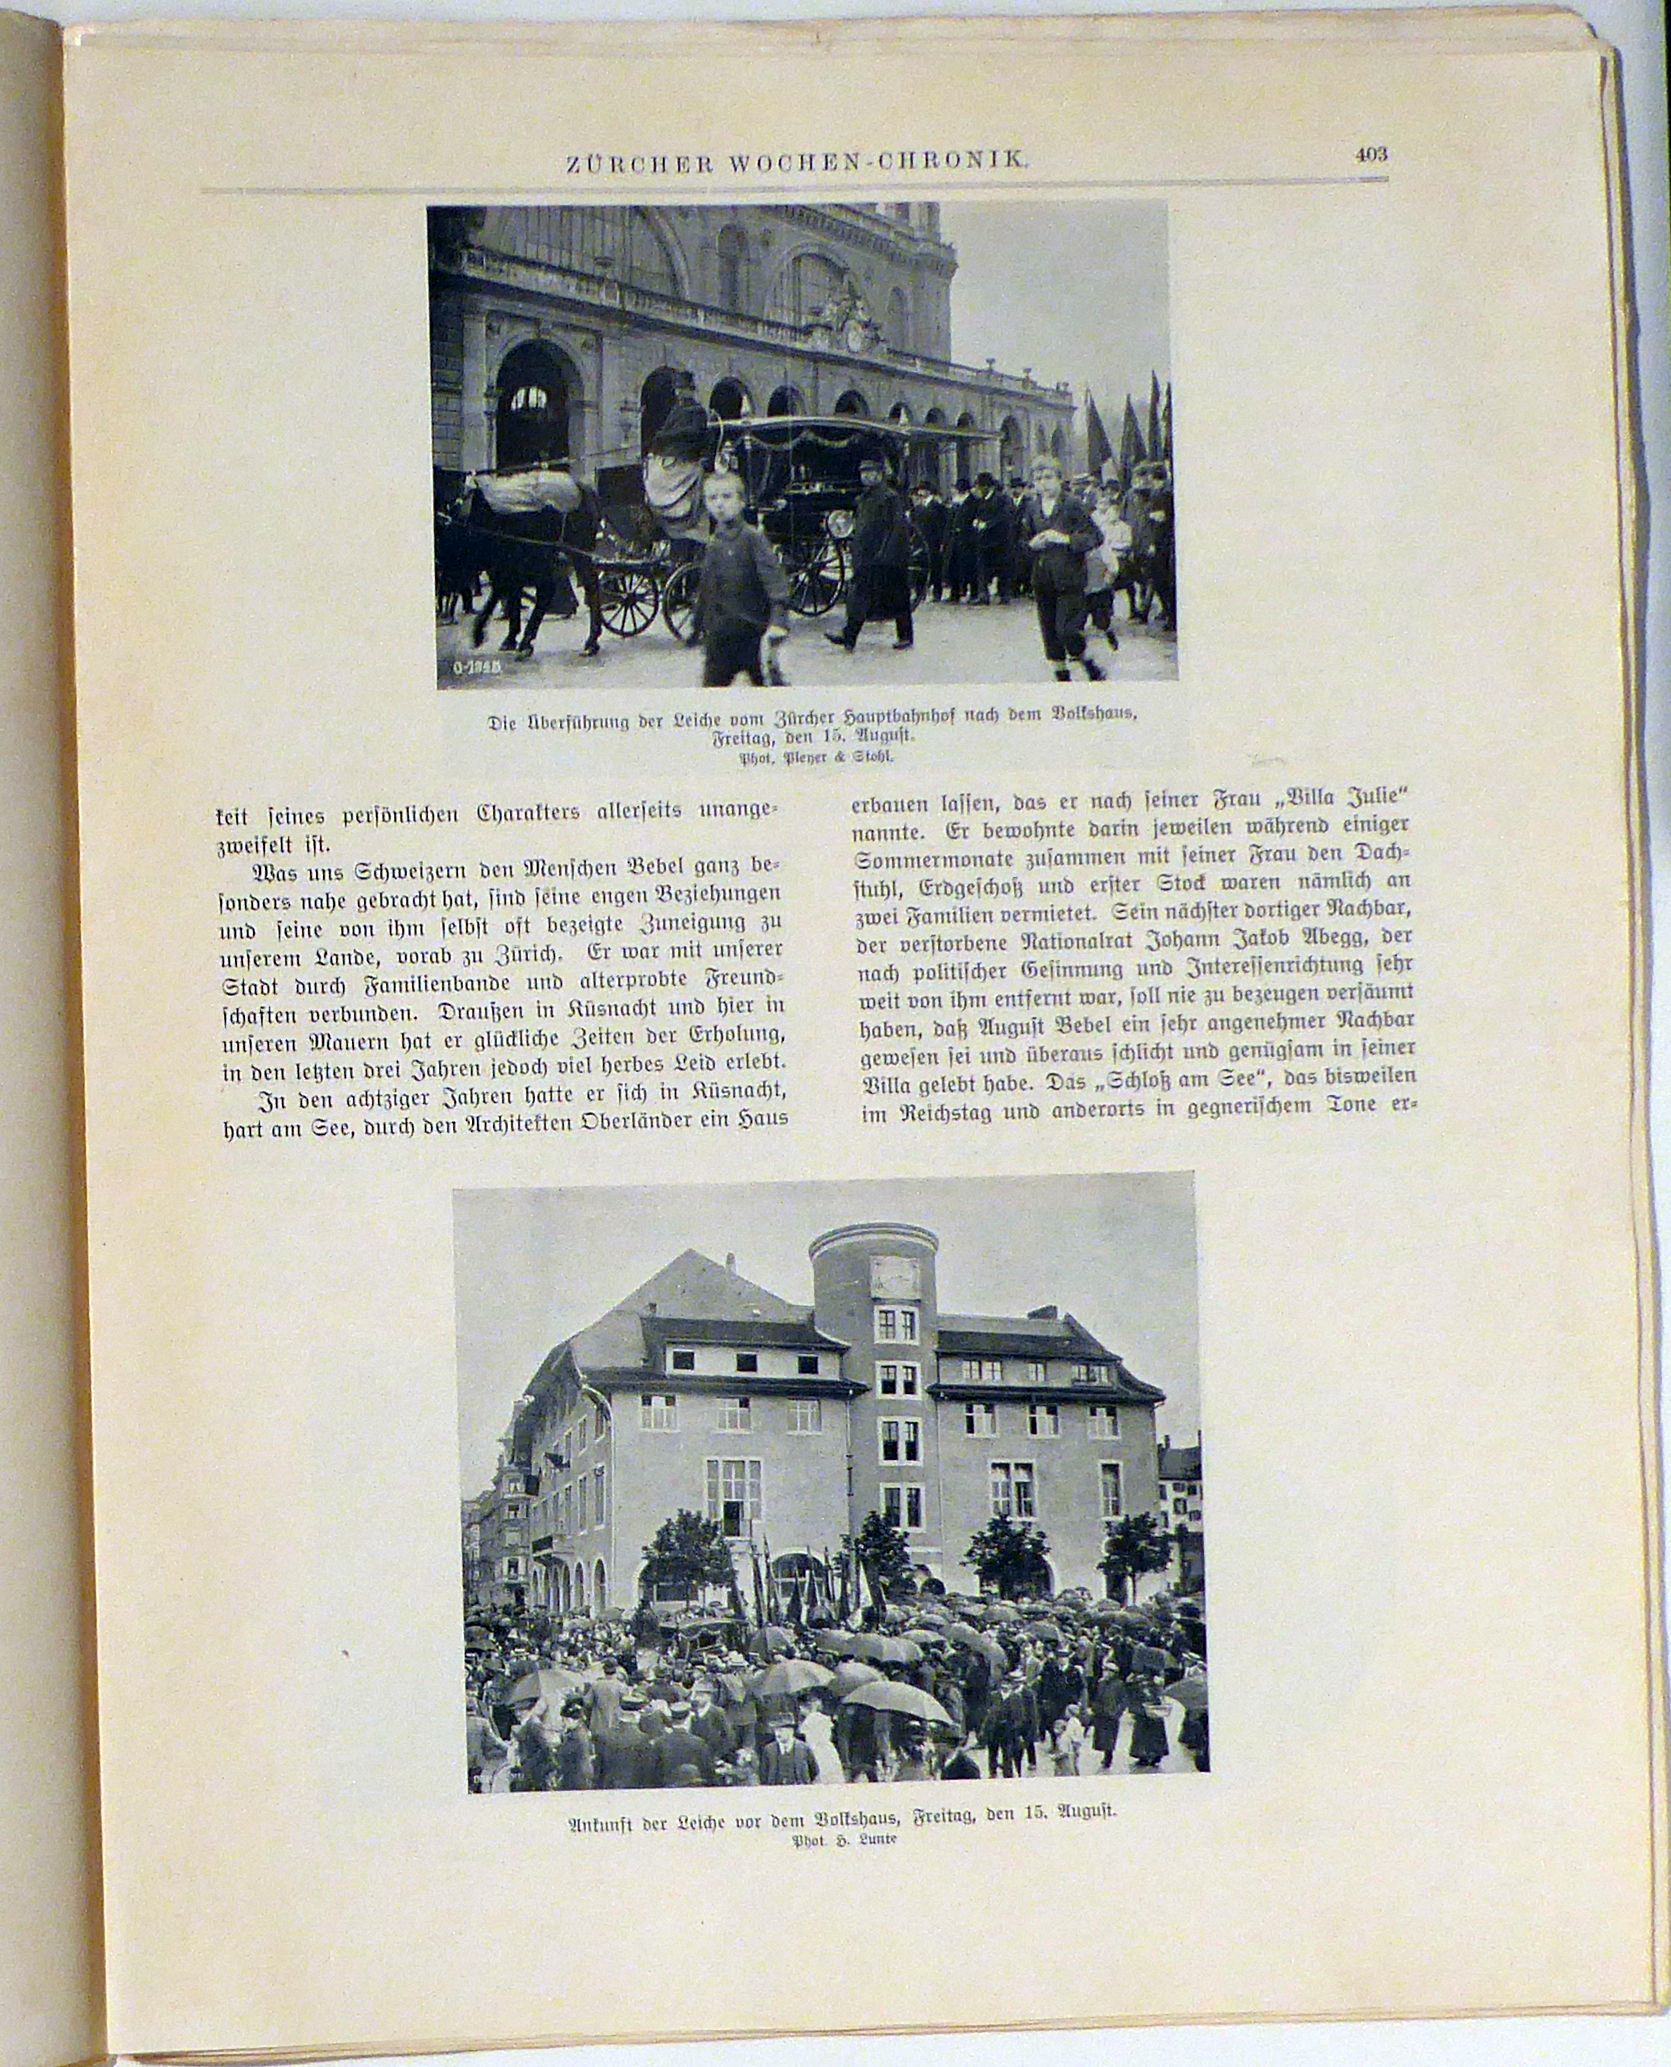 ZÜRCHER WOCHEN-CHRONIK.
403
Die Überführung der Leiche vom Zürcher Hauptbahnhof nach dem Volkshaus,
Freitag, den 15. August.
Phot. Pleyer & Stohl.
keit seines persönlichen Charakters allerseits unange-
zweifelt ist.
Was uns Schweizern den Menschen Bebel ganz be-
sonders nahe gebracht hat, sind seine engen Beziehungen
und seine von ihm selbst oft bezeigte Zuneigung zu
unserem Lande, vorab zu Zürich. Er war mit unserer
Stadt durch Familienbande und alterprobte Freund-
schaften verbunden. Draußen in Küsnacht und hier in
unseren Mauern hat er glückliche Zeiten der Erholung,
in den letzten drei Jahren jedoch viel herbes Leid erlebt.
In den achtziger Jahren hatte er sich in Küsnacht,
hart am See, durch den Architekten Oberländer ein Haus
erbauen lassen, das er nach seiner Frau „Villa Julie“
nannte. Er bewohnte darin jeweilen während einiger
Sommermonate zusammen mit seiner Frau den Dach-
stuhl, Erdgeschoß und erster Stock waren nämlich an
zwei Familien vermietet. Sein nächster dortiger Nachbar,
der verstorbene Nationalrat Johann Jakob Abegg, der
nach politischer Gesinnung und Interessenrichtung sehr
weit von ihm entfernt war, soll nie zu bezeugen versäumt
haben, daß August Bebel ein sehr angenehmer Nachbar
gewesen sei und überaus schlicht und genügsam in seiner
Villa gelebt habe. Das „Schloß am See“, das bisweilen
im Reichstag und anderorts in gegnerischem Tone er-
Ankunft der Leiche vor dem Volkshaus, Freitag, den 15. August.
Phot. H. Lunte